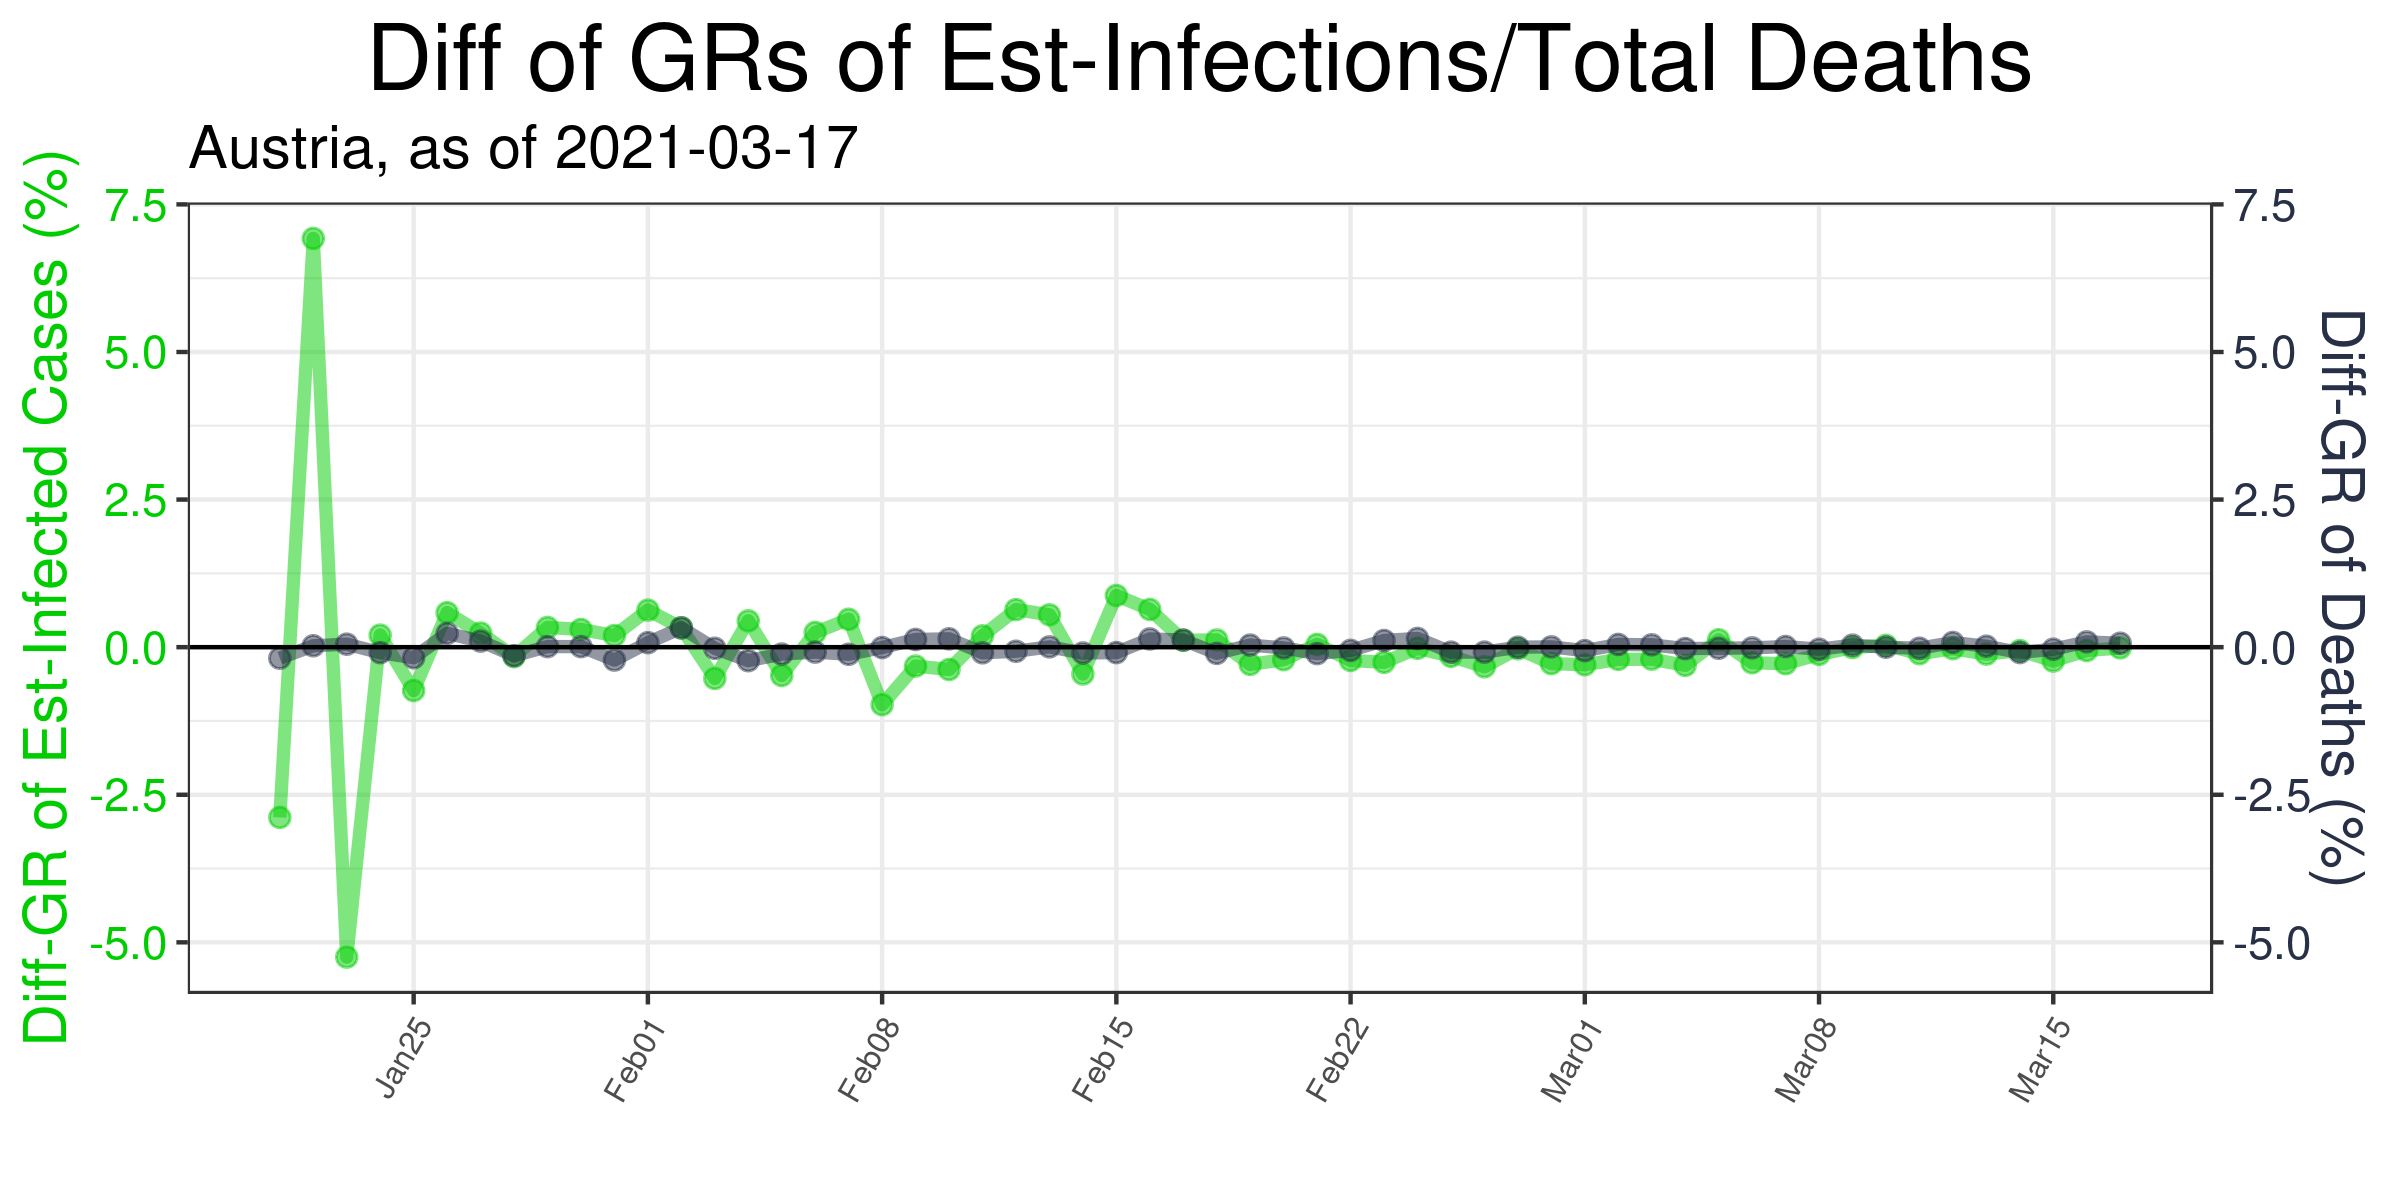 Diff of GRs of Est-Infections/Total Deaths
Austria, as of 2021-03-17
Diff-GR of Est-Infected Cases (%)
7.5
5.0
2.5
0.0
-2.5
-5.0
7.5
5.0
2.5
0.0
-2.5
-5.0
Diff-GR of Deaths (%)
Jan25
Feb01
Feb08
Feb15
Feb22
Mar01
Mar08
Mar15